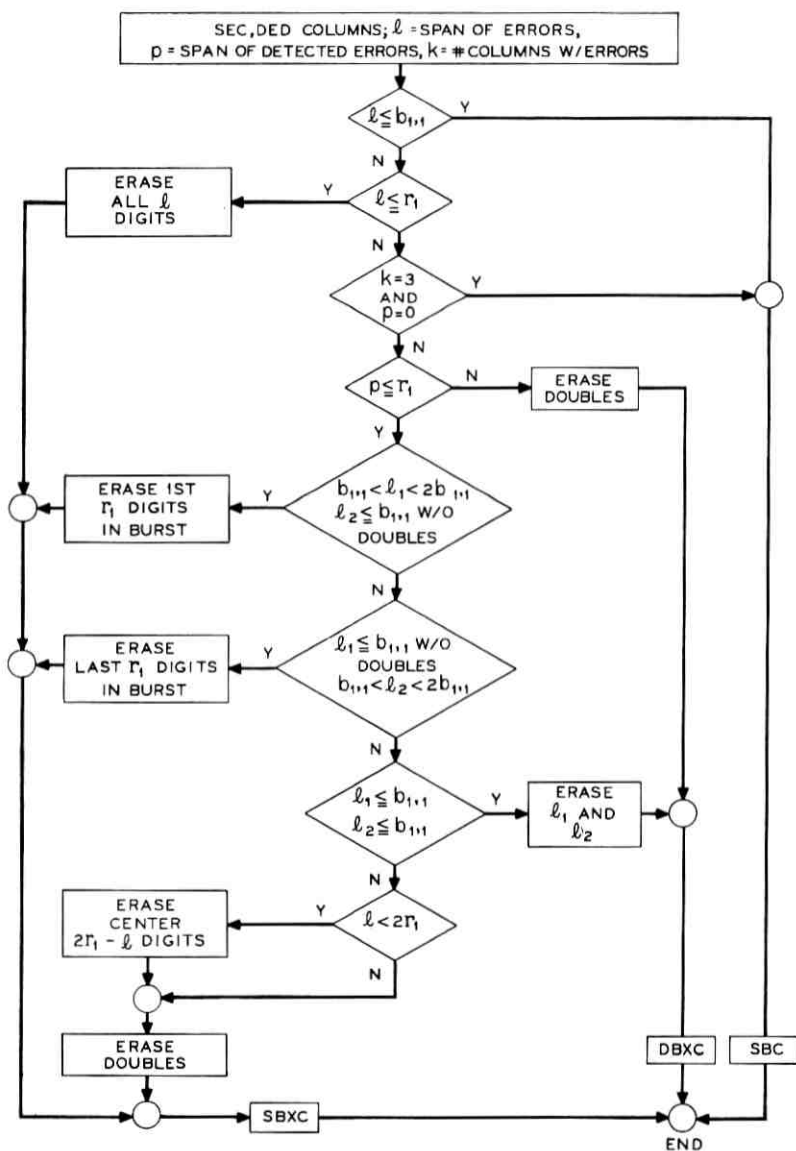 SEC,DED COLUMNS; ℓ = SPAN OF ERRORS,
p = SPAN OF DETECTED ERRORS, k = # COLUMNS W/ERRORS
ℓ ≦ b₁,₁
Y
N
ERASE
ALL ℓ
DIGITS
Y
ℓ ≦ r₁
N
k=3
AND
p=0
Y
N
p ≦ r₁
N
ERASE
DOUBLES
Y
ERASE 1ST
r₁ DIGITS
IN BURST
Y
b₁,₁ < ℓ₁ < 2b₁,₁
ℓ₂ ≦ b₁,₁ W/O
DOUBLES
N
ERASE
LAST r₁ DIGITS
IN BURST
Y
ℓ₁ ≦ b₁,₁ W/O
DOUBLES
b₁,₁ < ℓ₂ < 2b₁,₁
N
ℓ₁ ≦ b₁,₁
ℓ₂ ≦ b₁,₁
Y
ERASE
ℓ₁ AND
ℓ₂
N
ERASE
CENTER
2r₁ - ℓ DIGITS
Y
ℓ < 2r₁
N
ERASE
DOUBLES
DBXC
SBC
SBXC
END